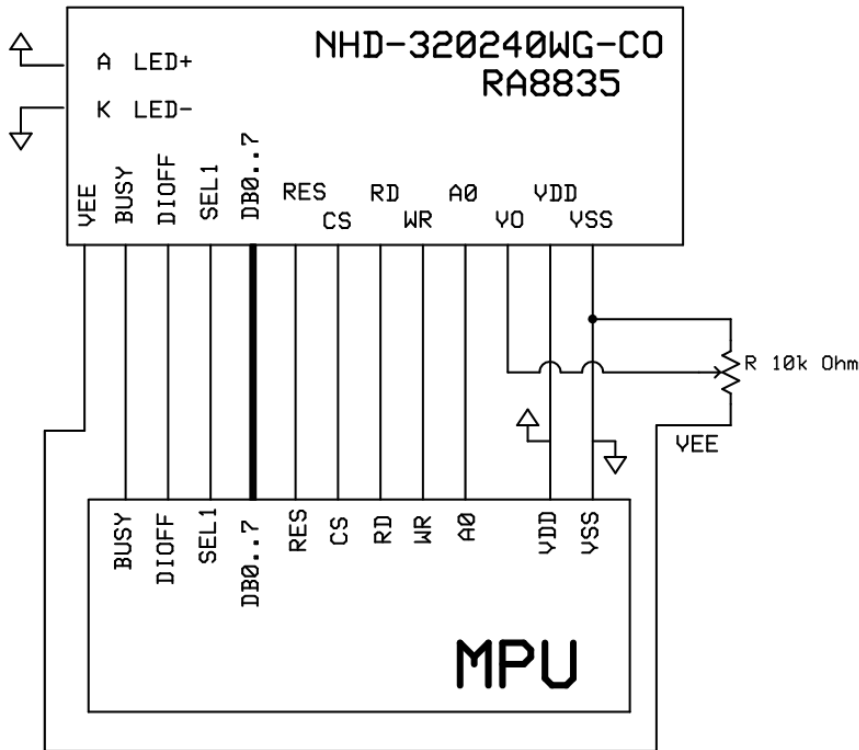 NHD-320240WG-CO
RA8835
A LED+
K LED-
VEE
BUSY
DIOFF
SEL1
DB0..7
RES
CS
RD
WR
A0
VO
VDD
VSS
R 10k Ohm
VEE
BUSY
DIOFF
SEL1
DB0..7
RES
CS
RD
WR
A0
VDD
VSS
MPU